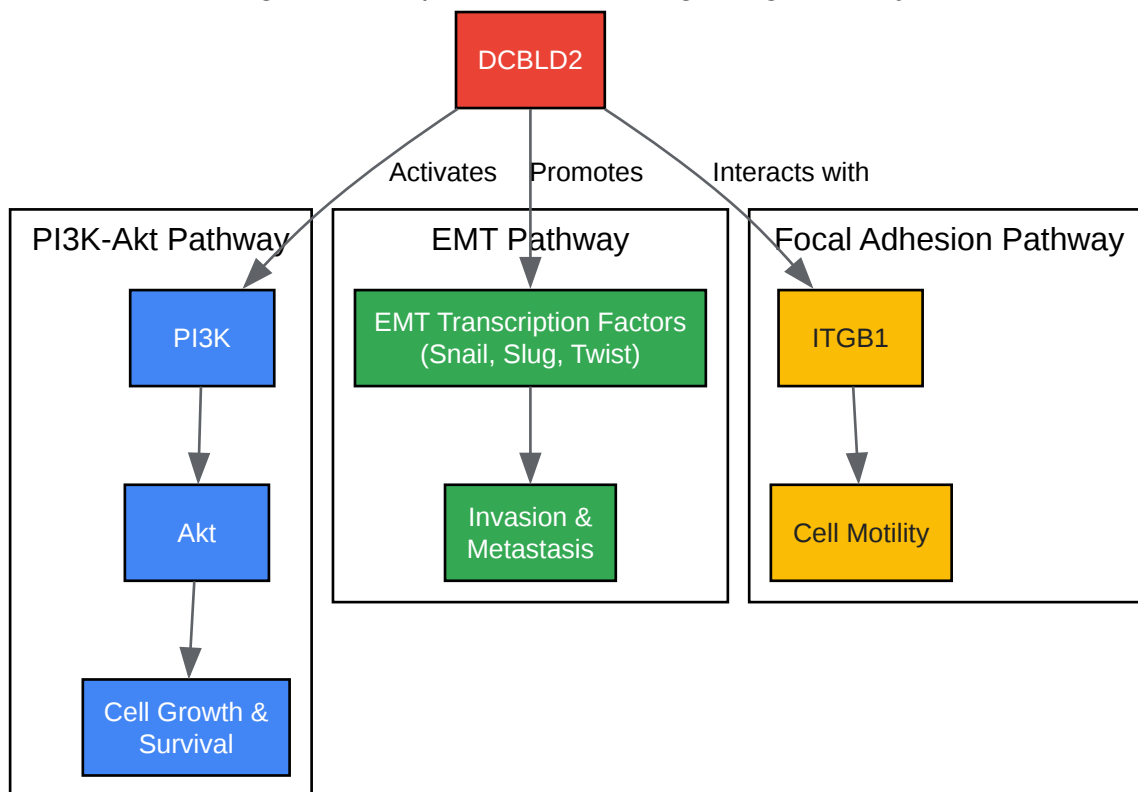 DCBLD2
Activates
Promotes
Interacts with
PI3K-Akt Pathway
EMT Pathway
Focal Adhesion Pathway
PI3K
EMT Transcription Factors
(Snail, Slug, Twist)
ITGB1
Akt
Invasion &
Metastasis
Cell Motility
Cell Growth &
Survival